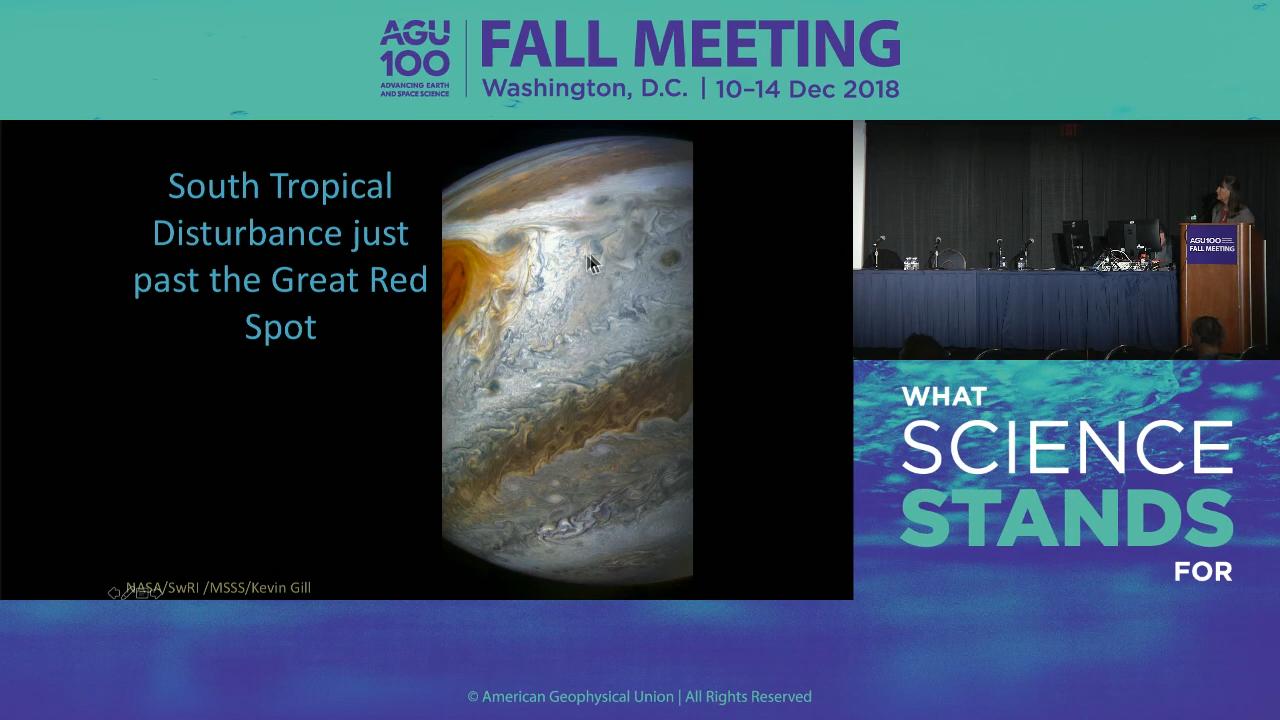 AGU
100
ADVANCING EARTH
AND SPACE SCIENCE
FALL MEETING
Washington, D.C. | 10–14 Dec 2018
South Tropical
Disturbance just
past the Great Red
Spot
NASA/SwRI /MSSS/Kevin Gill
AGU100
FALL MEETING
WHAT
SCIENCE
STANDS
FOR
© American Geophysical Union | All Rights Reserved